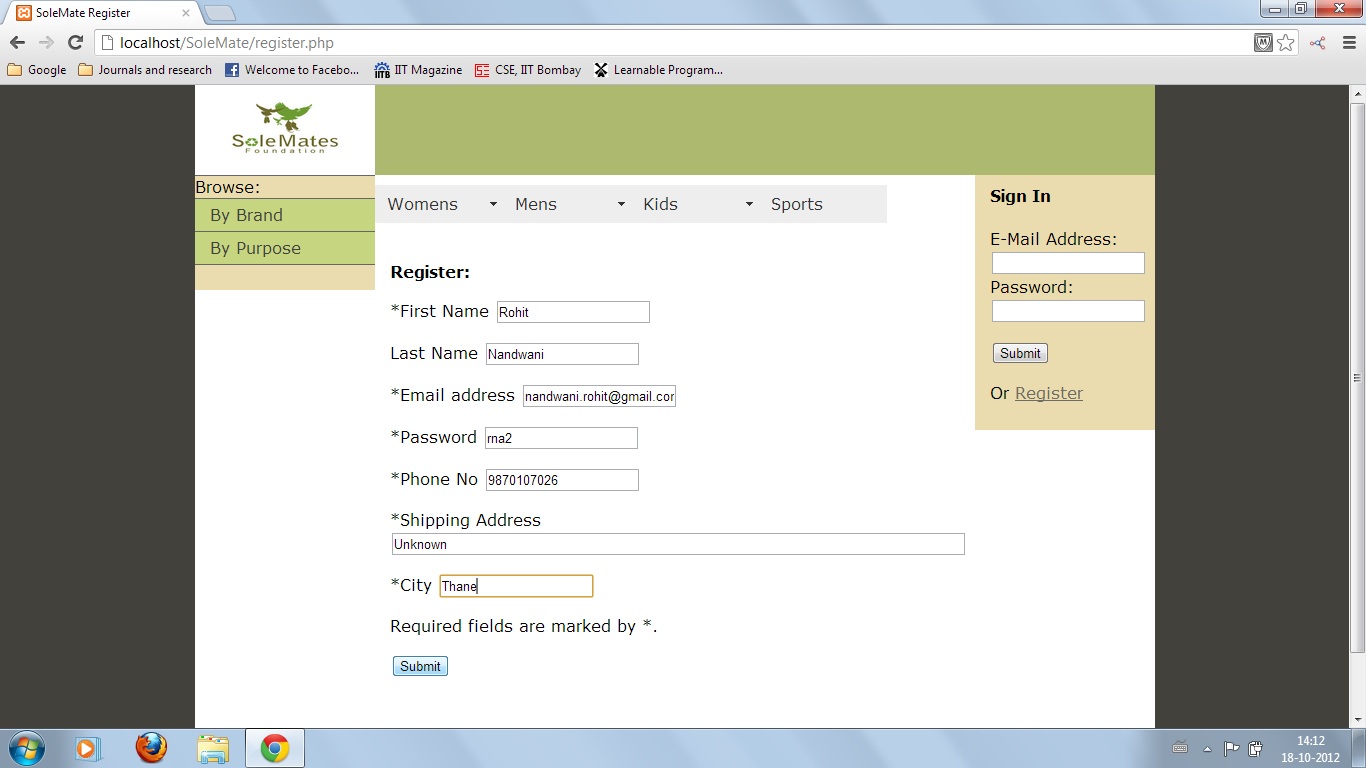 SoleMate Register
localhost/SoleMate/register.php
Google Journals and research Welcome to Facebo... IIT Magazine CSE, IIT Bombay Learnable Program...
SoleMates
Foundation
Browse:
By Brand
By Purpose
Womens Mens Kids Sports
Register:
*First Name Rohit
Last Name Nandwani
*Email address nandwani.rohit@gmail.com
*Password rna2
*Phone No 9870107026
*Shipping Address
Unknown
*City Thane
Required fields are marked by *.
Submit
Sign In
E-Mail Address:
Password:
Submit
Or Register
14:12
18-10-2012